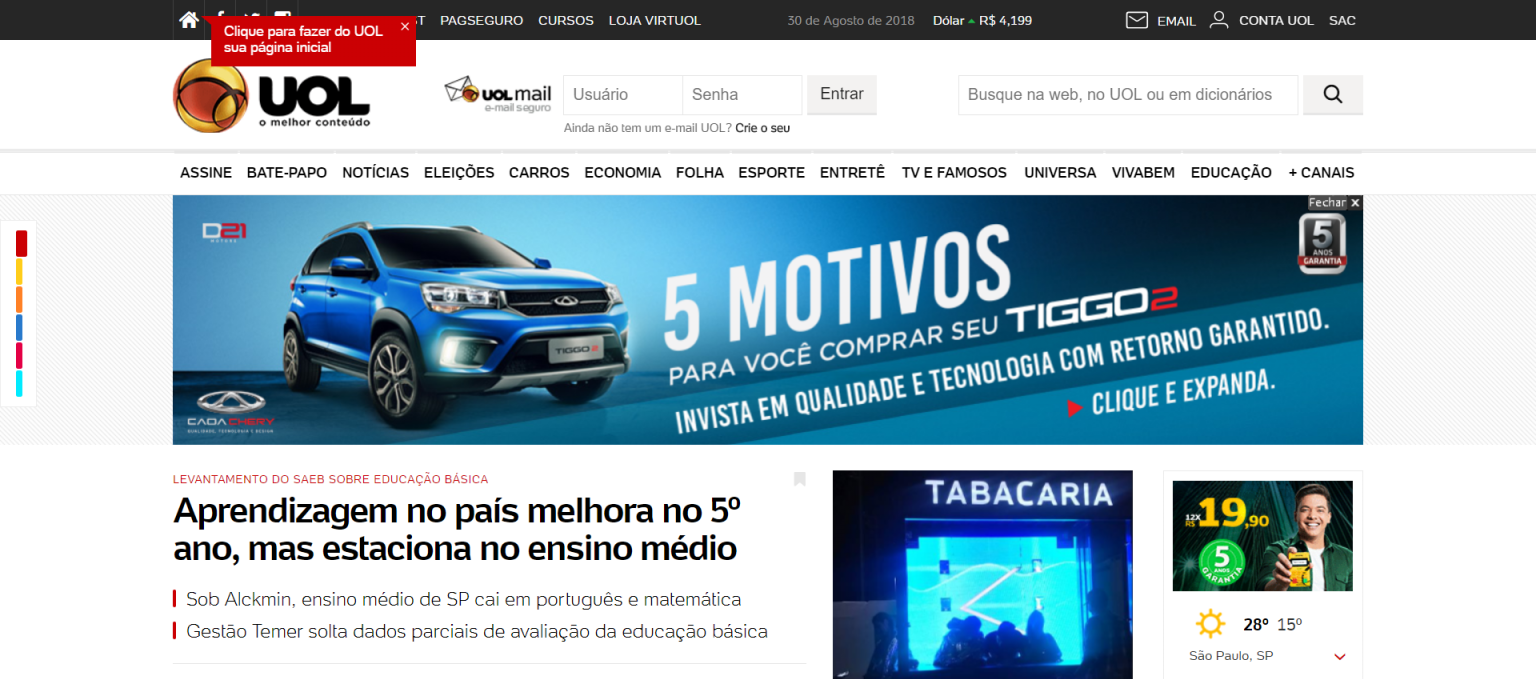 ST PAGSEGURO CURSOS LOJA VIRTUOL 30 de Agosto de 2018 Dólar R$ 4,199 EMAIL CONTA UOL SAC
Clique para fazer do UOL
sua página inicial
UOL
o melhor conteúdo
UOL mail
e-mail seguro
Usuário Senha Entrar Busque na web, no UOL ou em dicionários
Ainda não tem um e-mail UOL? Crie o seu
ASSINE BATE-PAPO NOTÍCIAS ELEIÇÕES CARROS ECONOMIA FOLHA ESPORTE ENTRETÊ TV E FAMOSOS UNIVERSA VIVABEM EDUCAÇÃO + CANAIS
Fechar X
D21
MOTORS
5
ANOS
GARANTIA
5 MOTIVOS
PARA VOCÊ COMPRAR SEU TIGGO2
INVISTA EM QUALIDADE E TECNOLOGIA COM RETORNO GARANTIDO.
CLIQUE E EXPANDA.
TIGGO 2
CAOA CHERY
QUALIDADE, TECNOLOGIA E DESIGN
LEVANTAMENTO DO SAEB SOBRE EDUCAÇÃO BÁSICA
Aprendizagem no país melhora no 5º
ano, mas estaciona no ensino médio
Sob Alckmin, ensino médio de SP cai em português e matemática
Gestão Temer solta dados parciais de avaliação da educação básica
TABACARIA
12X
R$ 19,90
5
ANOS
GARANTIA
28º 15º
São Paulo, SP